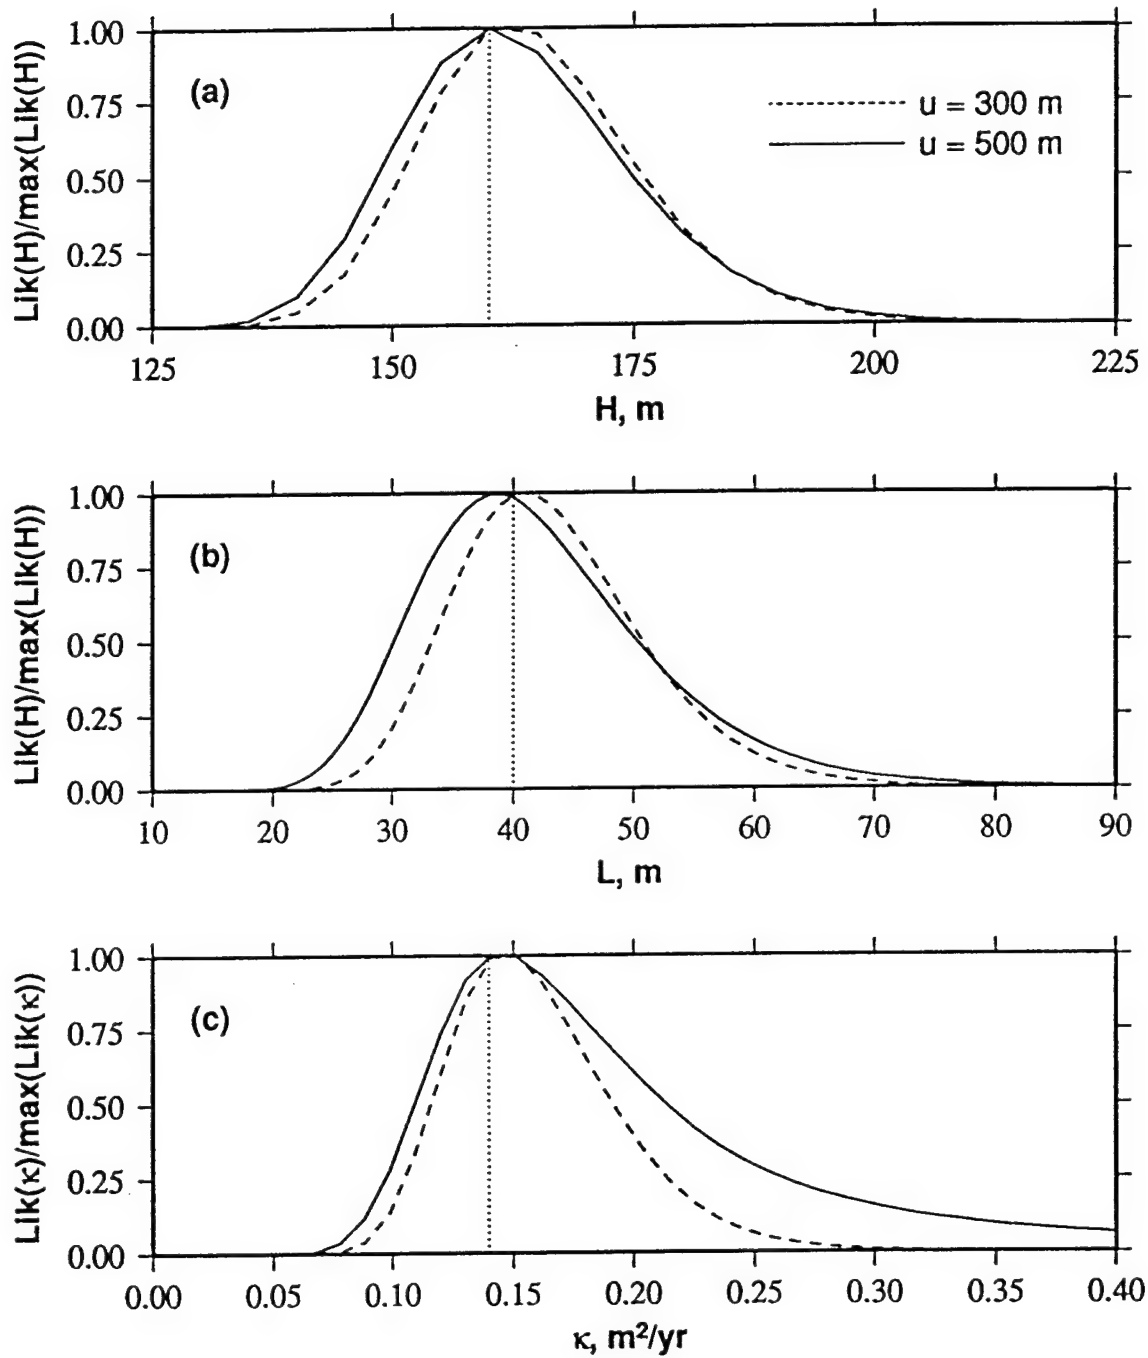 Lik(H)/max(Lik(H))
1.00
0.75
0.50
0.25
0.00
(a)
u = 300 m
u = 500 m
125 150 175 200 225
H, m
Lik(H)/max(Lik(H))
1.00
0.75
0.50
0.25
0.00
(b)
10 20 30 40 50 60 70 80 90
L, m
Lik(κ)/max(Lik(κ))
1.00
0.75
0.50
0.25
0.00
(c)
0.00 0.05 0.10 0.15 0.20 0.25 0.30 0.35 0.40
κ, m²/yr